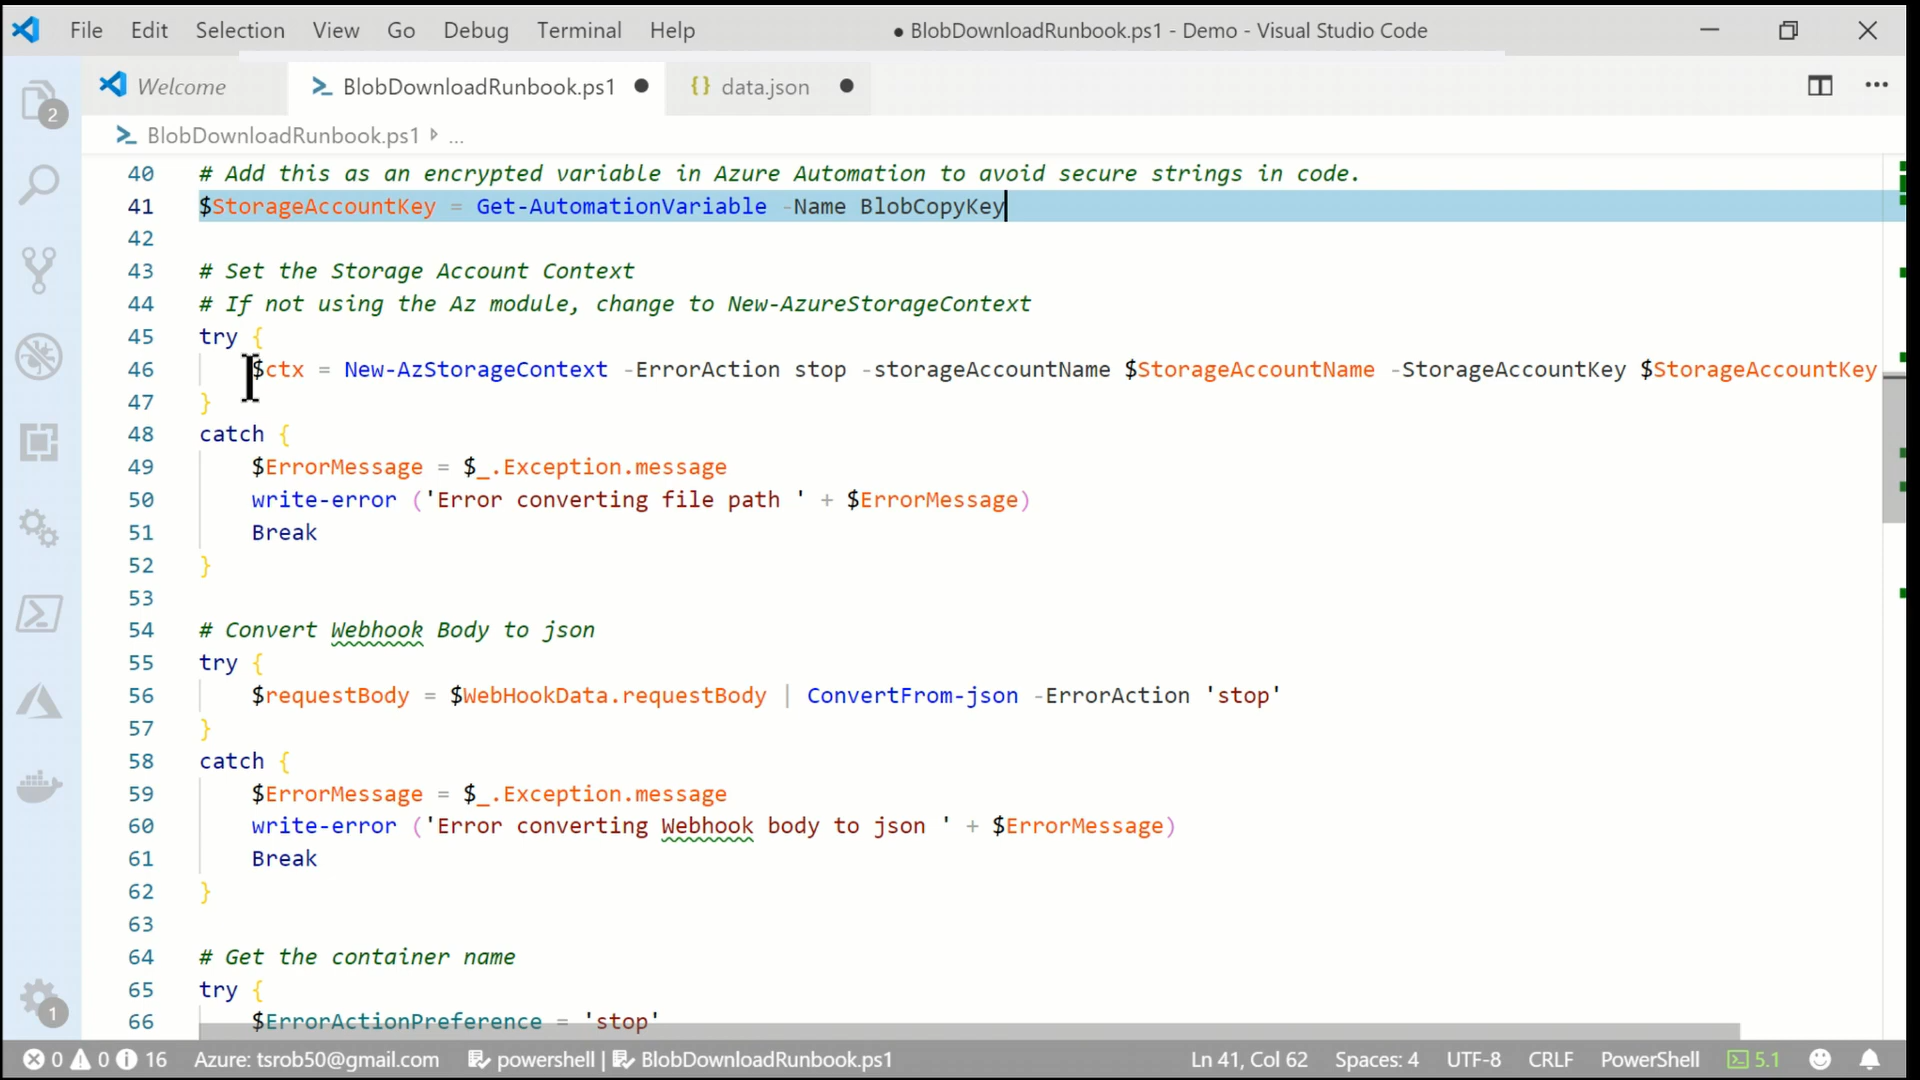 File Edit Selection View Go Debug Terminal Help ● BlobDownloadRunbook.ps1 - Demo - Visual Studio Code
Welcome BlobDownloadRunbook.ps1 {} data.json
2
BlobDownloadRunbook.ps1 ...
40 # Add this as an encrypted variable in Azure Automation to avoid secure strings in code.
41 $StorageAccountKey = Get-AutomationVariable -Name BlobCopyKey
42
43 # Set the Storage Account Context
44 # If not using the Az module, change to New-AzureStorageContext
45 try {
46 $ctx = New-AzStorageContext -ErrorAction stop -storageAccountName $StorageAccountName -StorageAccountKey $StorageAccountKey
47 }
48 catch {
49 $ErrorMessage = $_.Exception.message
50 write-error ('Error converting file path ' + $ErrorMessage)
51 Break
52 }
53
54 # Convert Webhook Body to json
55 try {
56 $requestBody = $WebHookData.requestBody | ConvertFrom-json -ErrorAction 'stop'
57 }
58 catch {
59 $ErrorMessage = $_.Exception.message
60 write-error ('Error converting Webhook body to json ' + $ErrorMessage)
61 Break
62 }
63
64 # Get the container name
65 try {
66 $ErrorActionPreference = 'stop'
1
0 0 16 Azure: tsrob50@gmail.com powershell | BlobDownloadRunbook.ps1 Ln 41, Col 62 Spaces: 4 UTF-8 CRLF PowerShell 5.1